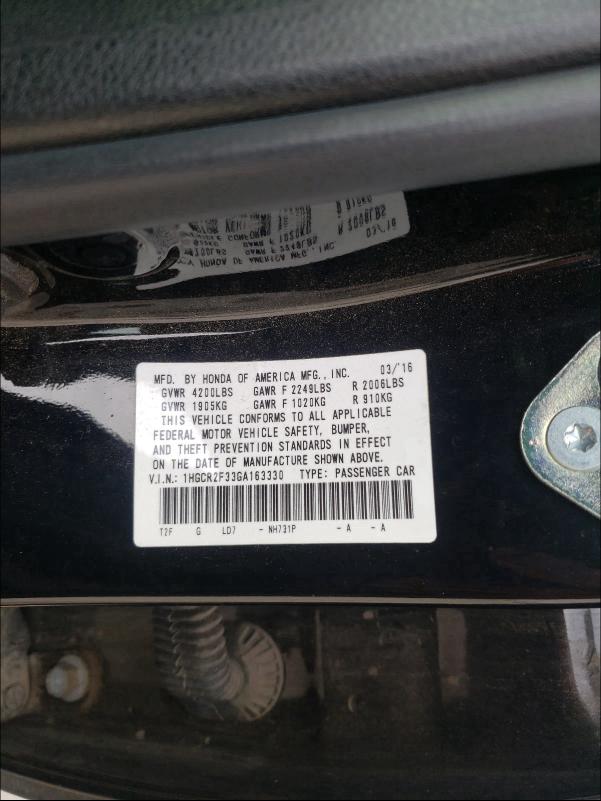 MFD. BY HONDA OF AMERICA MFG., INC. 03/'16
GVWR 4200LBS GAWR F 2249LBS R 2006LBS
GVWR 1905KG GAWR F 1020KG R 910KG
THIS VEHICLE CONFORMS TO ALL APPLICABLE
FEDERAL MOTOR VEHICLE SAFETY, BUMPER,
AND THEFT PREVENTION STANDARDS IN EFFECT
ON THE DATE OF MANUFACTURE SHOWN ABOVE.
V.I.N.: 1HGCR2F33GA163330 TYPE: PASSENGER CAR
T2F G LD7 - NH731P - A - A